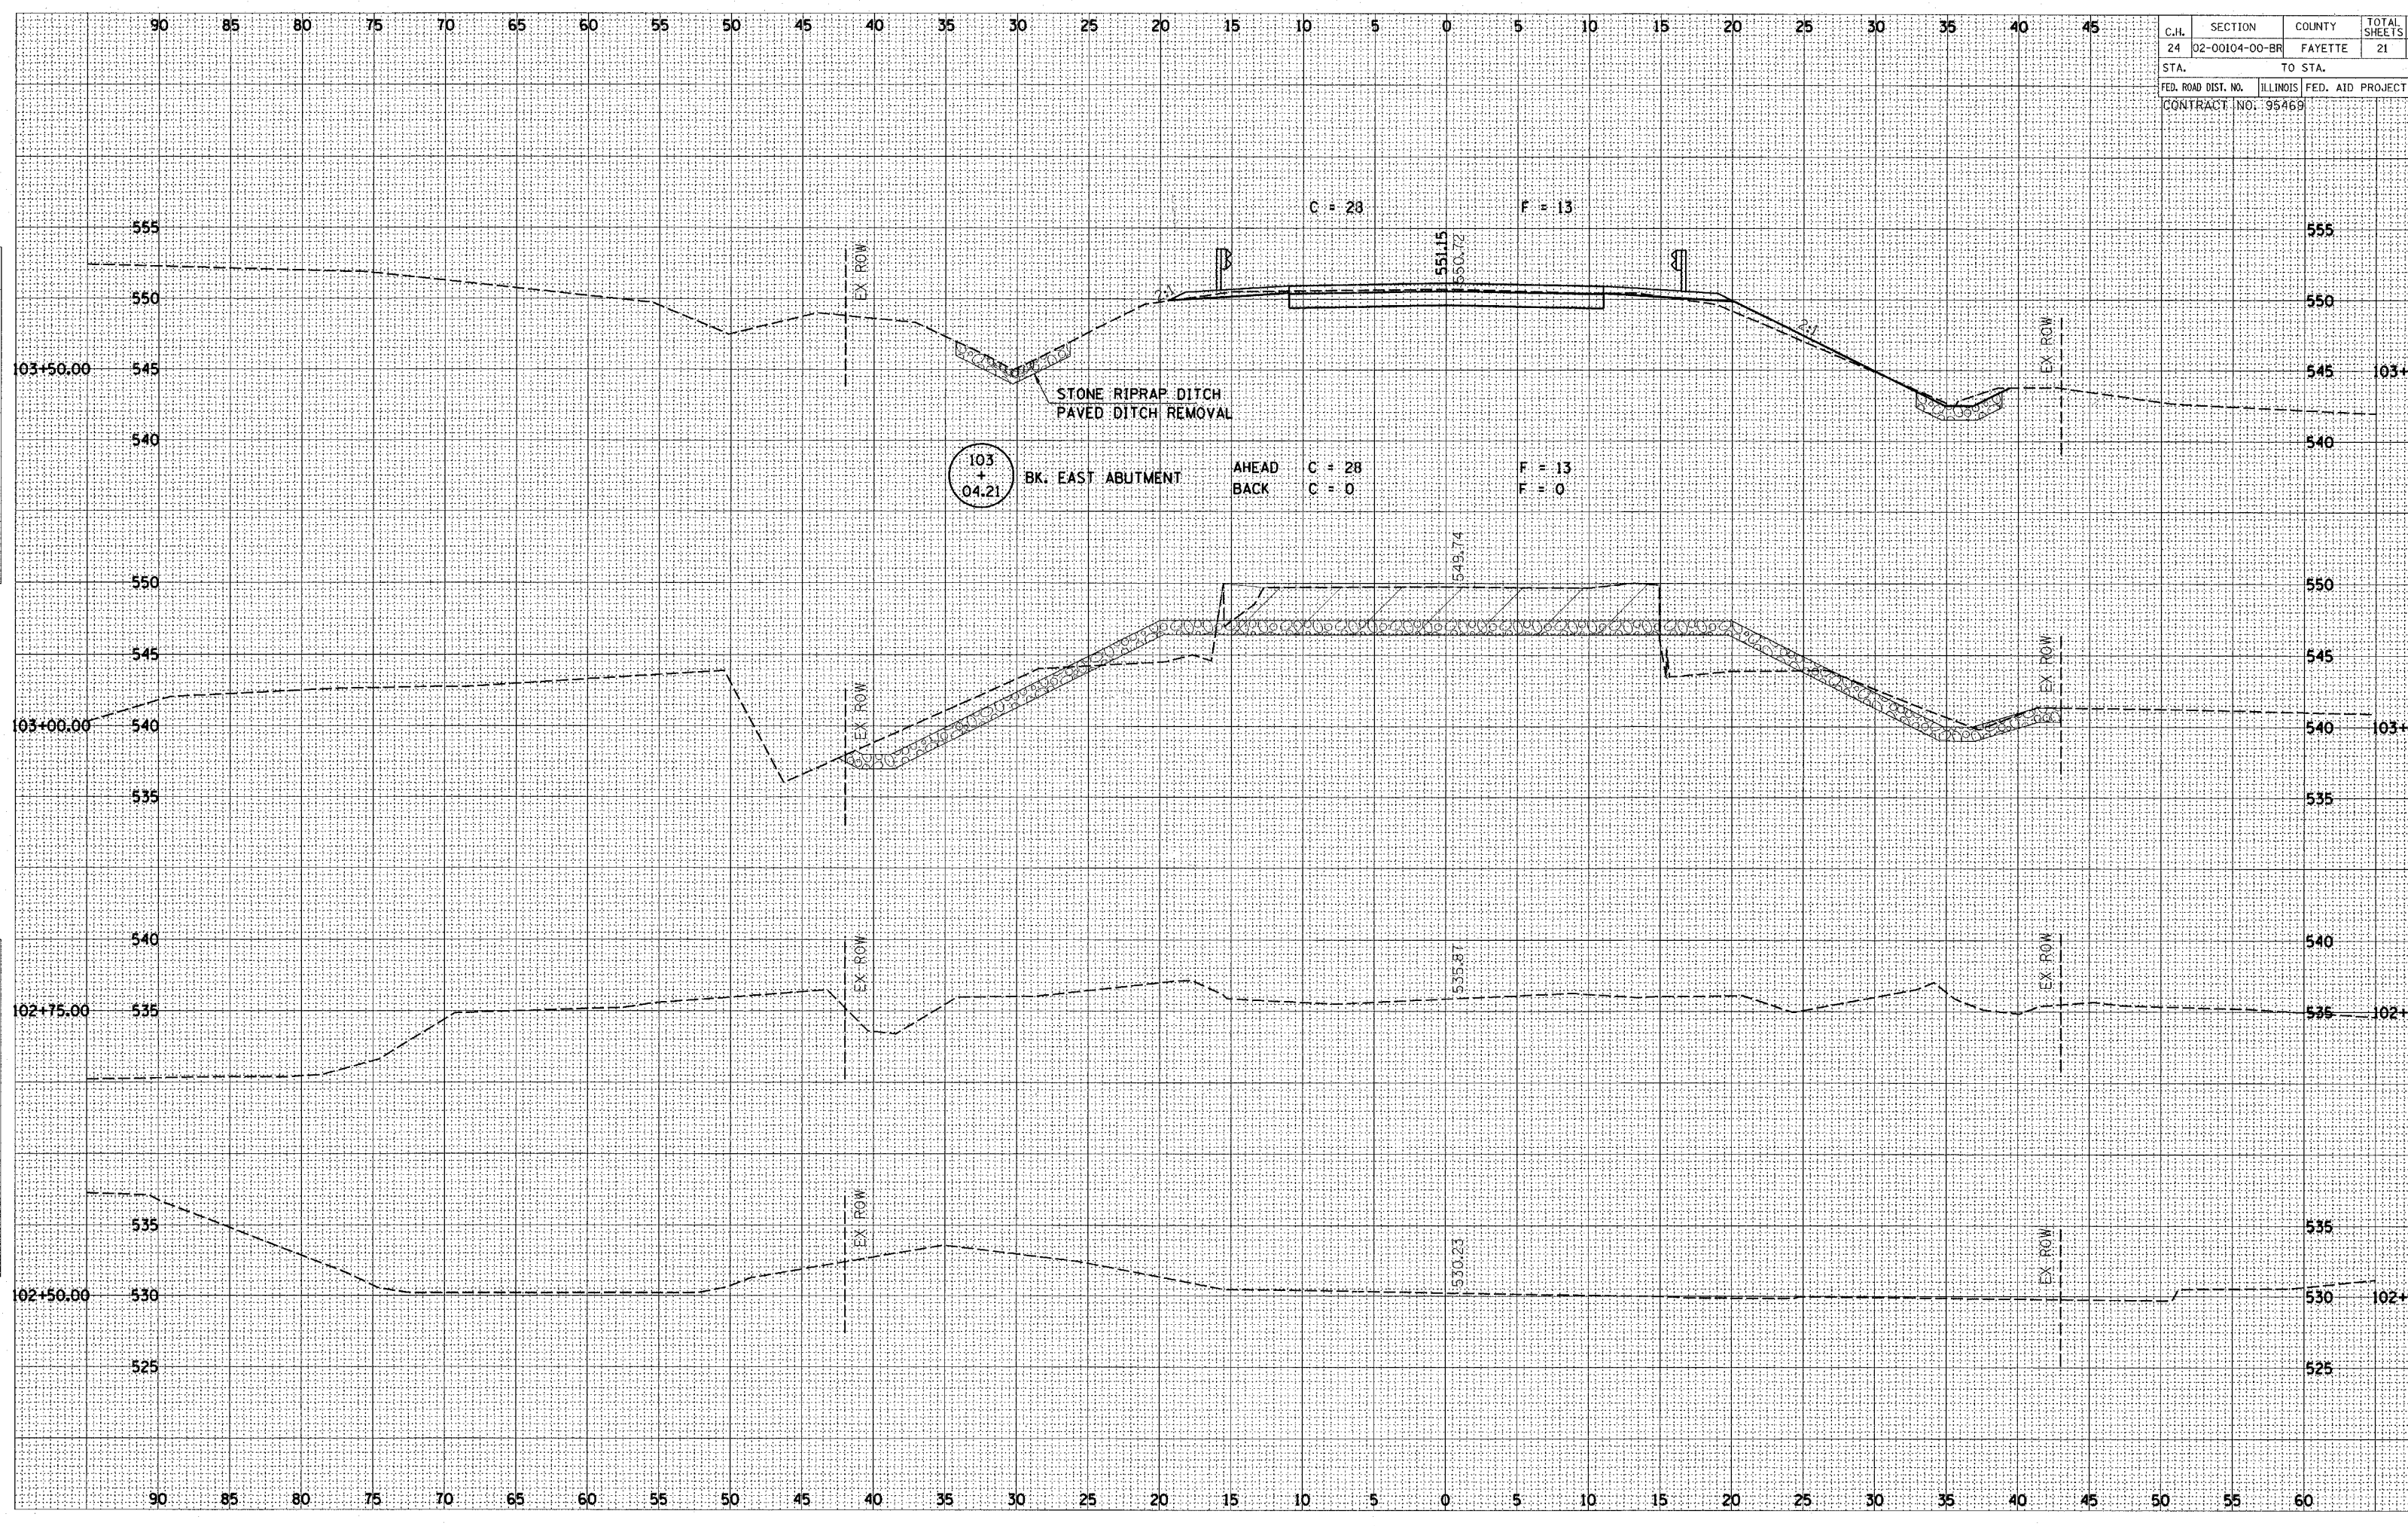 90 85 80 75 70 65 60 55 50 45 40 35 30 25 20 15 10 5 0 5 10 15 20 25 30 35 40 45
C.H. SECTION COUNTY TOTAL SHEETS
24 02-00104-00-BR FAYETTE 21
STA. TO STA.
FED. ROAD DIST. NO. ILLINOIS FED. AID PROJECT
CONTRACT NO. 95469
C = 28 F = 13
555 555
EX ROW 551.15 550.72
550 2:1 550
2:1 EX ROW
103+50.00 545 545 103+
STONE RIPRAP DITCH
PAVED DITCH REMOVAL
540 540
103 + 04.21 BK. EAST ABUTMENT
AHEAD C = 28 F = 13
BACK C = 0 F = 0
549.74
550 550
545 545
EX ROW EX ROW
103+00.00 540 540 103+
535 535
540 540
EX ROW 535.87 EX ROW
102+75.00 535 535 102+
EX ROW 530.23 EX ROW
535 535
102+50.00 530 530 102+
525 525
90 85 80 75 70 65 60 55 50 45 40 35 30 25 20 15 10 5 0 5 10 15 20 25 30 35 40 45 50 55 60